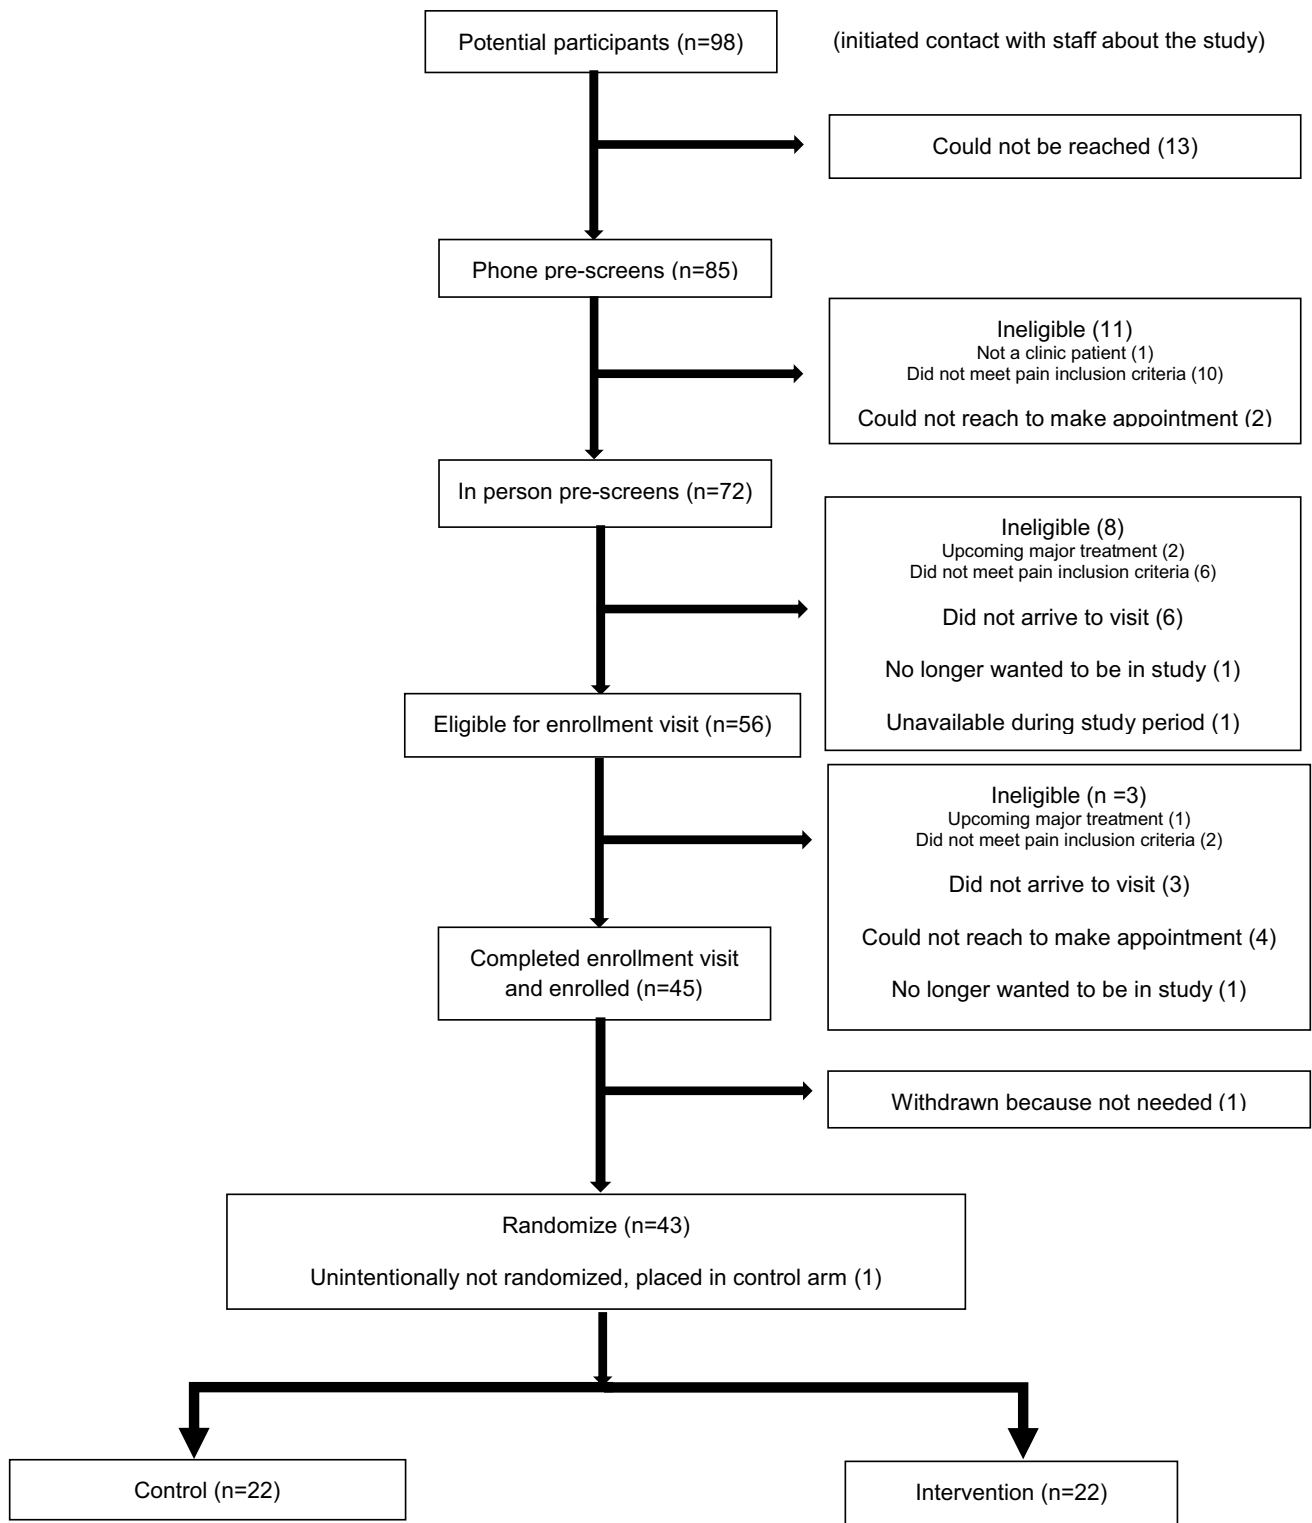 Potential participants (n=98)
(initiated contact with staff about the study)
Could not be reached (13)
Phone pre-screens (n=85)
Ineligible (11)
Not a clinic patient (1)
Did not meet pain inclusion criteria (10)
Could not reach to make appointment (2)
In person pre-screens (n=72)
Ineligible (8)
Upcoming major treatment (2)
Did not meet pain inclusion criteria (6)
Did not arrive to visit (6)
No longer wanted to be in study (1)
Unavailable during study period (1)
Eligible for enrollment visit (n=56)
Ineligible (n =3)
Upcoming major treatment (1)
Did not meet pain inclusion criteria (2)
Did not arrive to visit (3)
Could not reach to make appointment (4)
No longer wanted to be in study (1)
Completed enrollment visit
and enrolled (n=45)
Withdrawn because not needed (1)
Randomize (n=43)
Unintentionally not randomized, placed in control arm (1)
Control (n=22)
Intervention (n=22)